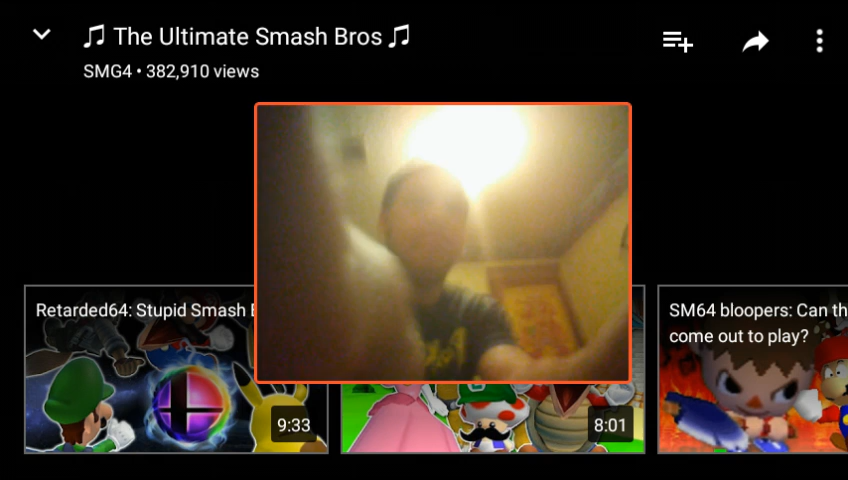 🎵 The Ultimate Smash Bros 🎵
SMG4 • 382,910 views
Retarded64: Stupid Smash
SM64 bloopers: Can th
come out to play?
9:33
8:01